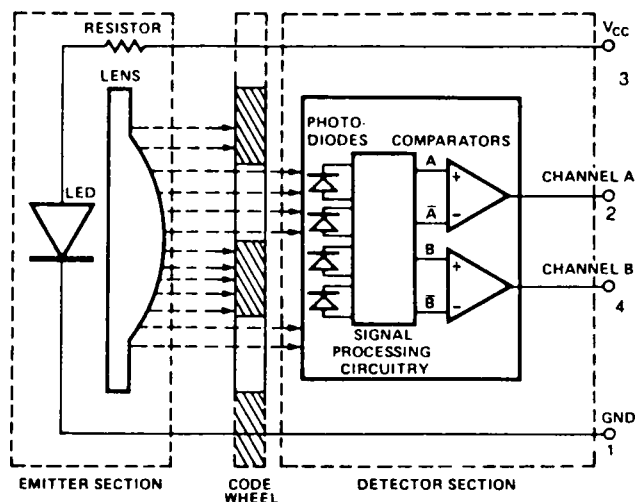 RESISTOR
VCC
3
LENS
PHOTO-
DIODES
COMPARATORS
LED
A
+
CHANNEL A
2
Ā
–
B
+
CHANNEL B
4
B̄
–
SIGNAL
PROCESSING
CIRCUITRY
GND
1
EMITTER SECTION
CODE
WHEEL
DETECTOR SECTION